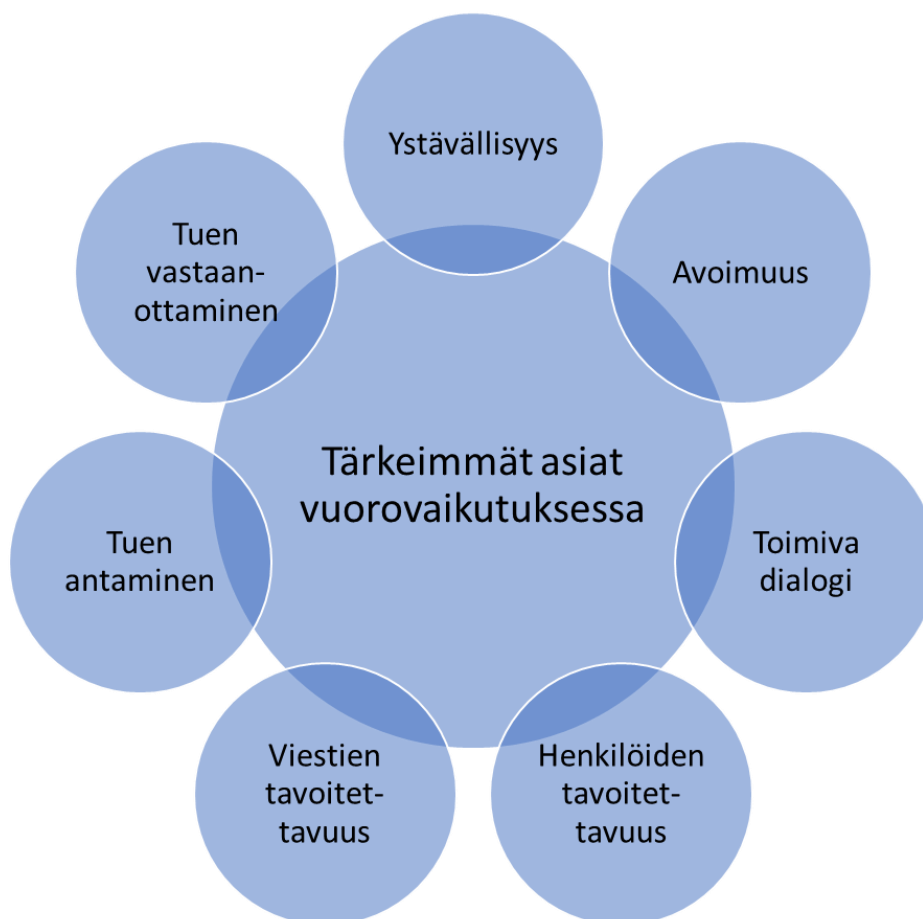 Ystävällisyys
Avoimuus
Toimiva
dialogi
Henkilöiden
tavoitet-
tavuus
Viestien
tavoitet-
tavuus
Tuen
antaminen
Tuen
vastaan-
ottaminen
Tärkeimmät asiat
vuorovaikutuksessa